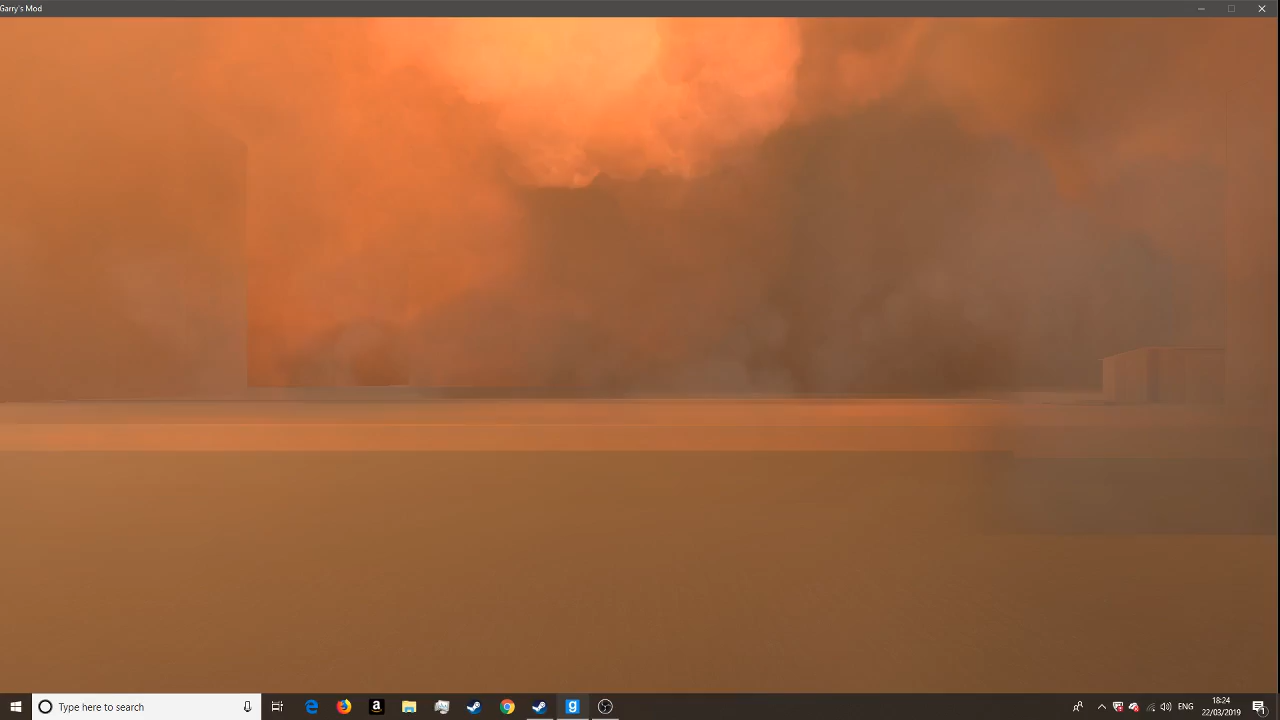 Garry's Mod
Type here to search
ENG
18:24
22/03/2019